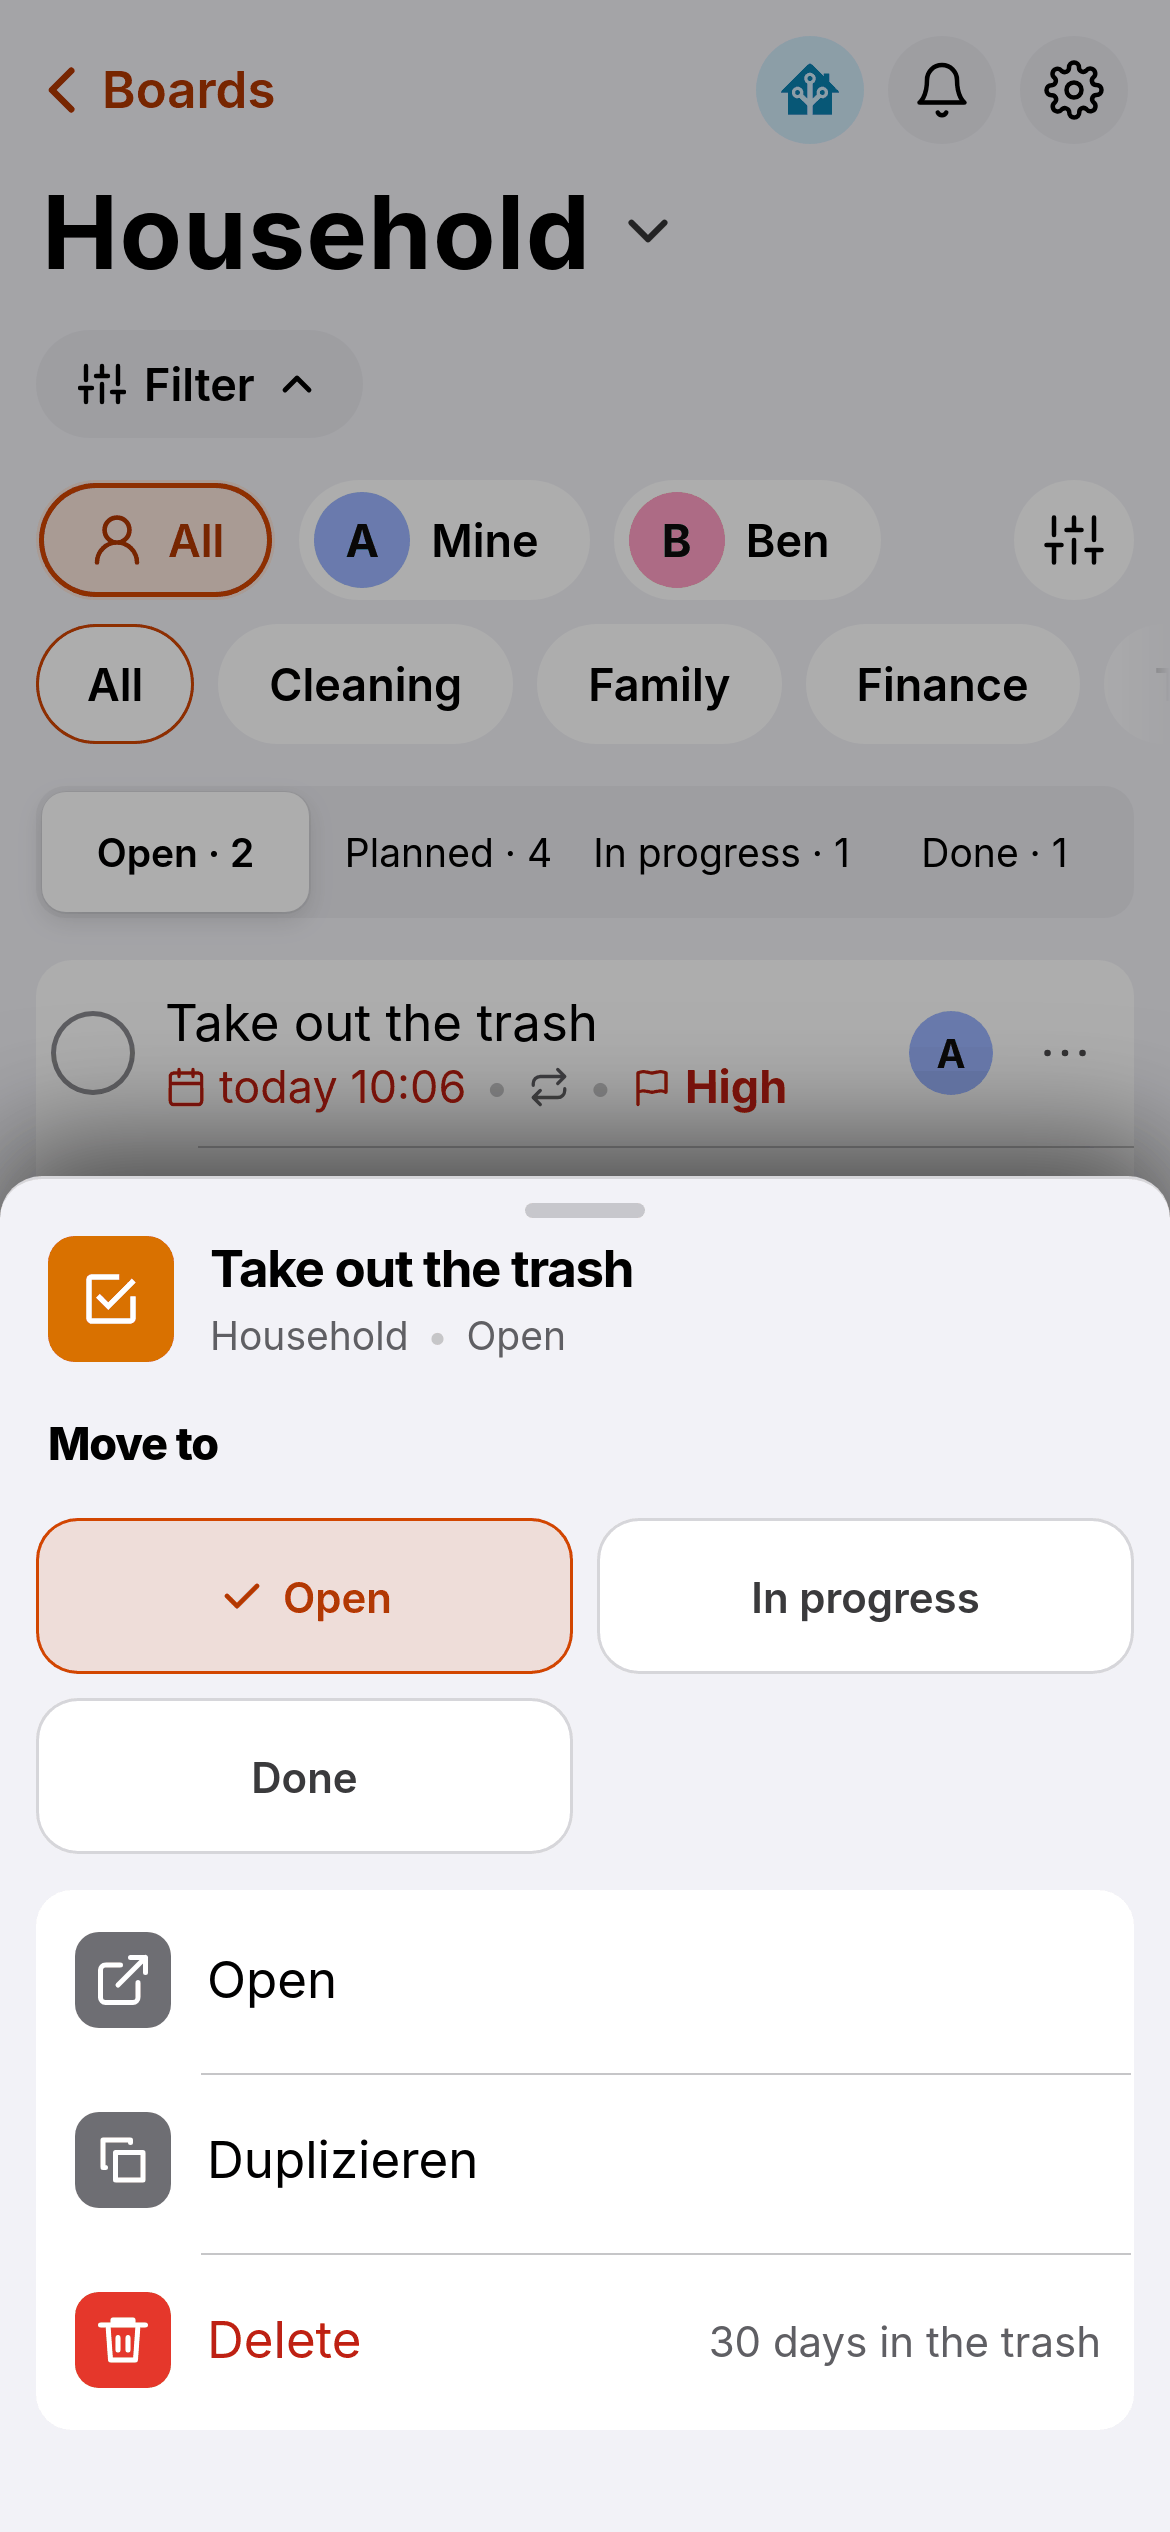 Boards
Household
Filter
All
A Mine
B Ben
All
Cleaning
Family
Finance
Open · 2
Planned · 4
In progress · 1
Done · 1
Take out the trash
today 10:06 • • High
A
Take out the trash
Household • Open
Move to
Open
In progress
Done
Open
Duplizieren
Delete
30 days in the trash